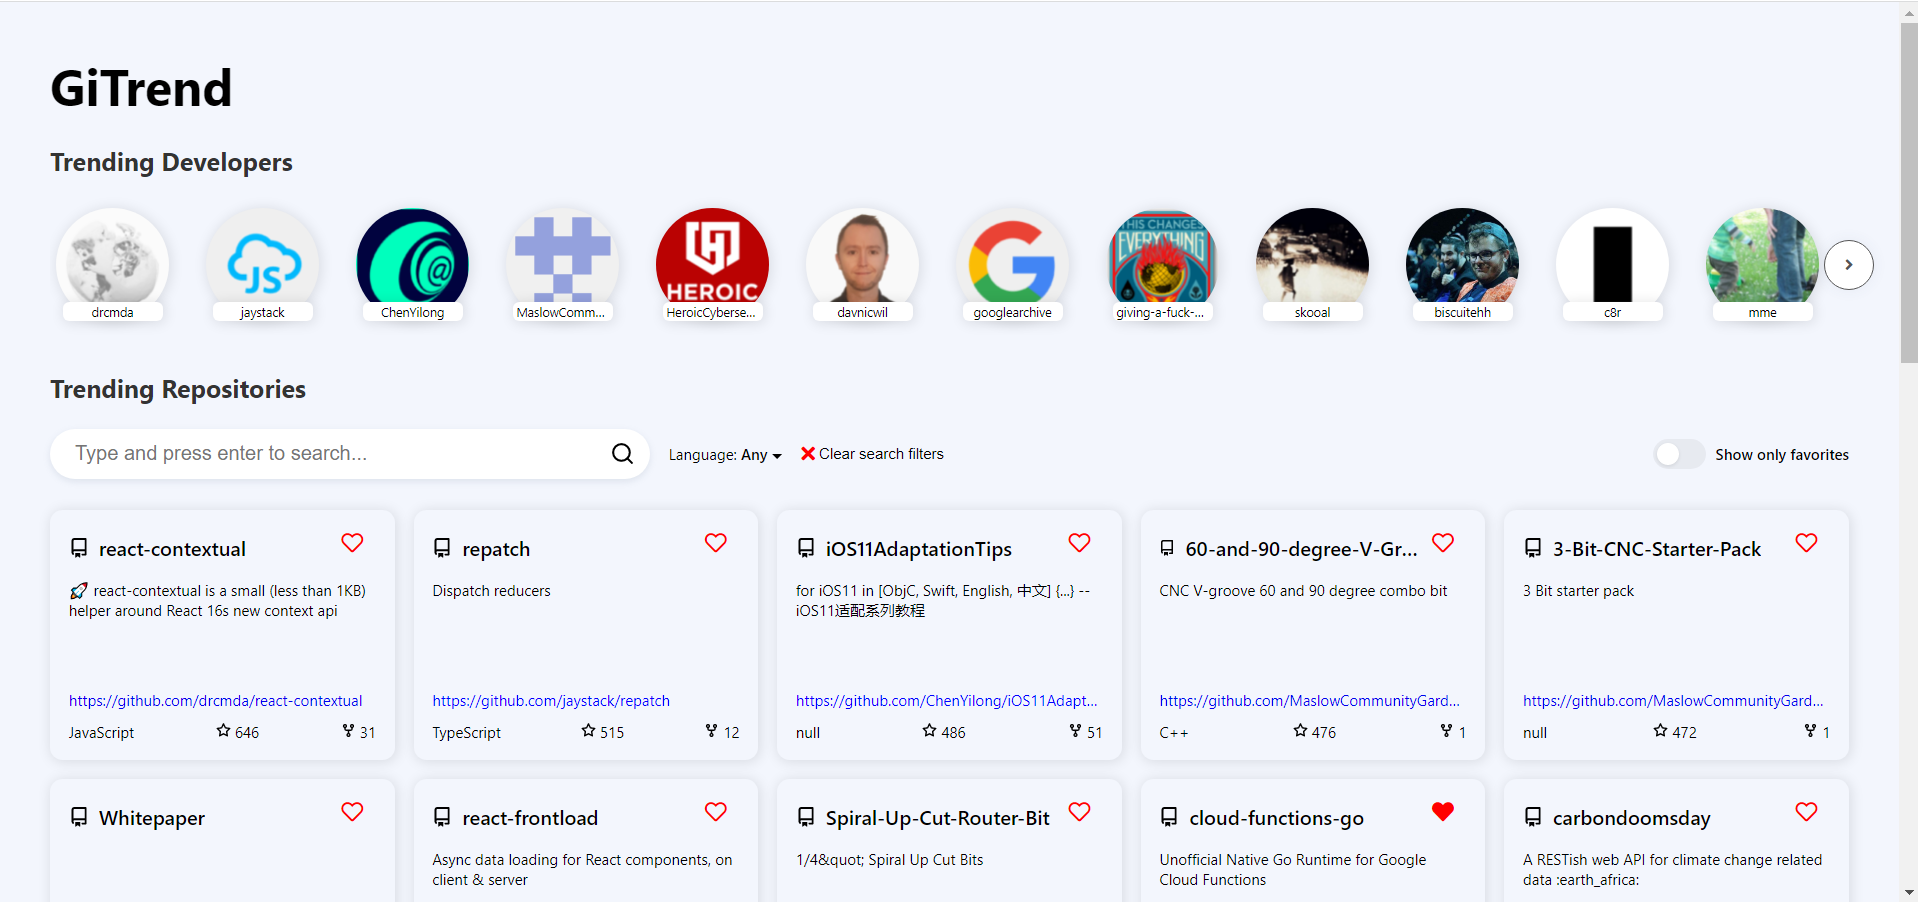 GiTrend
Trending Developers
JS
@
HEROIC
THIS CHANGES
EVERYTHING
drcmda
jaystack
ChenYilong
MaslowComm...
HeroicCyberse...
davnicwil
googlearchive
giving-a-fuck-...
skooal
biscuitehh
c8r
mme
Trending Repositories
Type and press enter to search...
Language: Any
Clear search filters
Show only favorites
react-contextual
🚀 react-contextual is a small (less than 1KB)
helper around React 16s new context api
https://github.com/drcmda/react-contextual
JavaScript 646 31
repatch
Dispatch reducers
https://github.com/jaystack/repatch
TypeScript 515 12
iOS11AdaptationTips
for iOS11 in [ObjC, Swift, English, 中文] {...} --
iOS11适配系列教程
https://github.com/ChenYilong/iOS11Adapt...
null 486 51
60-and-90-degree-V-Gr...
CNC V-groove 60 and 90 degree combo bit
https://github.com/MaslowCommunityGard...
C++ 476 1
3-Bit-CNC-Starter-Pack
3 Bit starter pack
https://github.com/MaslowCommunityGard...
null 472 1
Whitepaper
react-frontload
Async data loading for React components, on
client & server
Spiral-Up-Cut-Router-Bit
1/4&quot; Spiral Up Cut Bits
cloud-functions-go
Unofficial Native Go Runtime for Google
Cloud Functions
carbondoomsday
A RESTish web API for climate change related
data :earth_africa: